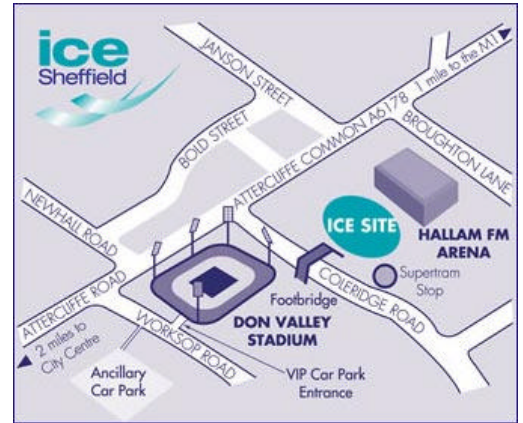 ice
Sheffield
JANSON STREET
1 mile to the M1
BOLD STREET
ATTERCLIFFE COMMON A6178
BROUGHTON LANE
NEWHALL ROAD
ICE SITE
HALLAM FM
ARENA
Supertram
Stop
ATTERCLIFFE ROAD
Footbridge
COLERIDGE ROAD
DON VALLEY
STADIUM
2 miles to
City Centre
WORKSOP ROAD
Ancillary
Car Park
VIP Car Park
Entrance